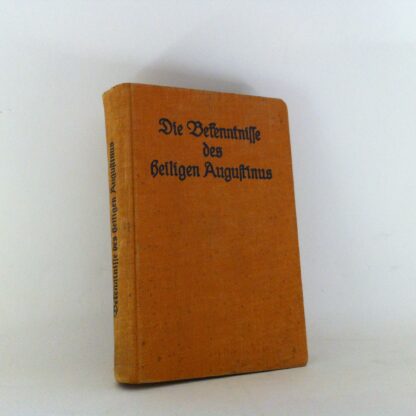 Die Bekenntnisse
des
Heiligen Augustinus
Bekenntnisse des Heiligen Augustinus